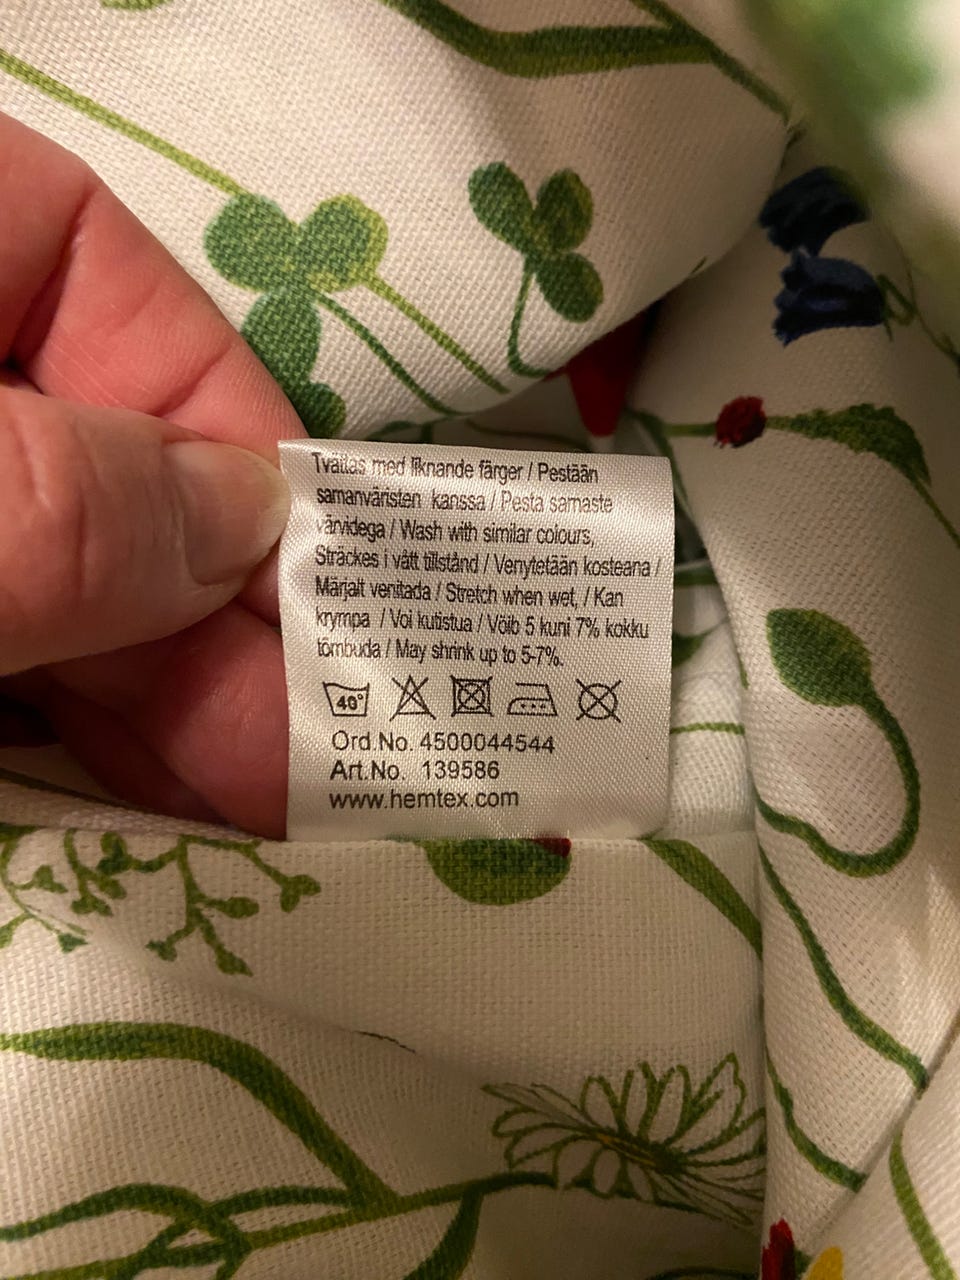 Tvättas med liknande färger / Pestään
samanväristen kanssa / Pesta samaste
värvidega / Wash with similar colours,
Sträckes i vått tillstånd / Venytetään kosteana /
Märjalt venitada / Stretch when wet, / Kan
krympa / Voi kutistua / Võib 5 kuni 7% kokku
tõmbuda / May shrink up to 5-7%.
40°
Ord.No. 4500044544
Art.No. 139586
www.hemtex.com